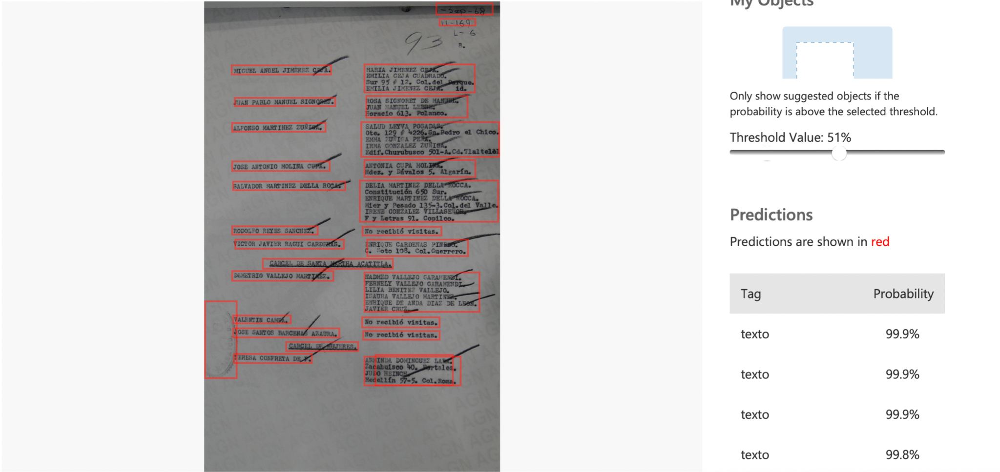 My Objects
-Sep-68
11-169
L-6
93
8.
MIGUEL ANGEL JIMENEZ CEJA.
MARIA JIMENEZ CEJA.
EMILIA CEJA CUADRADO.
Sur 95 # 12. Col.del Parque.
EMILIA JIMENEZ CEJA. id.
JUAN PABLO MANUEL SIGNORET.
ROSA SIGNORET DE MANUEL.
JUAN MANUEL LEBRE.
Horacio 613. Polanco.
ALFONSO MARTINEZ ZUÑIGA.
SALUD LEYVA POSADAS.
Ote. 129 # 4226.Sn.Pedro el Chico.
EMMA ZUÑIGA PEÑA.
IRMA GONZALEZ ZUÑIGA.
Edif.Churubusco 501-A.Cd.Tlaltelol
JOSE ANTONIO MOLINA CUPA.
ANTONIA CUPA MOLINA.
Hdez. y Dávalos 5. Algarín.
SALVADOR MARTINEZ DELLA ROCA.
DELIA MARTINEZ DELLA ROCCA.
Constitución 650 Sur.
ENRIQUE MARTINEZ DELLA ROCCA.
Mier y Pesado 135-3.Col.del Valle.
IRENE GONZALEZ VILLASEÑOR.
F y Letras 91. Copilco.
RODOLFO REYES SANCHEZ.
No recibió visitas.
VICTOR JAVIER RAGUI CARDENAS.
ENRIQUE CARDENAS PINEDO.
C. Soto 108. Col.Guerrero.
CARCEL DE SANTA MARTHA ACATITLA.
DEMETRIO VALLEJO MARTINEZ.
HADMED VALLEJO GARAMENDI.
FERNELY VALLEJO GARAMENDI.
LILIA BENITEZ VALLEJO.
ISAURA VALLEJO MARTINEZ.
ENRIQUE DE ANDA DIAZ DE LEON.
JAVIER CRUZ.
VALENTIN CAMPA.
No recibió visitas.
JOSE SANTOS BARCENAS AZAURA.
No recibió visitas.
CARCEL DE MUJERES.
TERESA CONFRETA DE P.
ARMINDA DOMINGUEZ LARA.
Zacahuisco 40. Portales.
JUDO HEINCH
Medellín 57-5. Col.Roma.
Only show suggested objects if the
probability is above the selected threshold.
Threshold Value: 51%
Predictions
Predictions are shown in red
Tag Probability
texto 99.9%
texto 99.9%
texto 99.9%
texto 99.8%